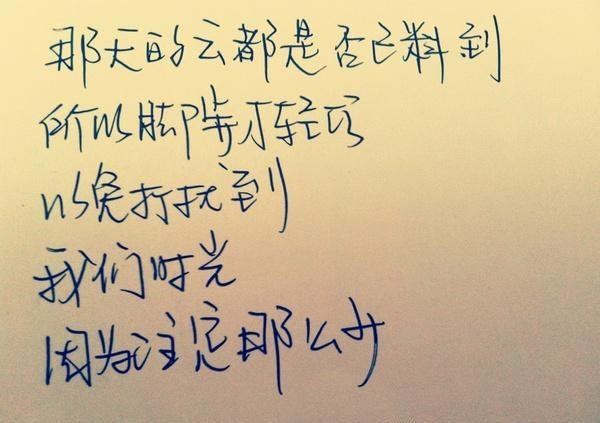 那天的云都是否已料到
所以脚步才轻巧
以免打扰到
我们时光
因为注定那么少